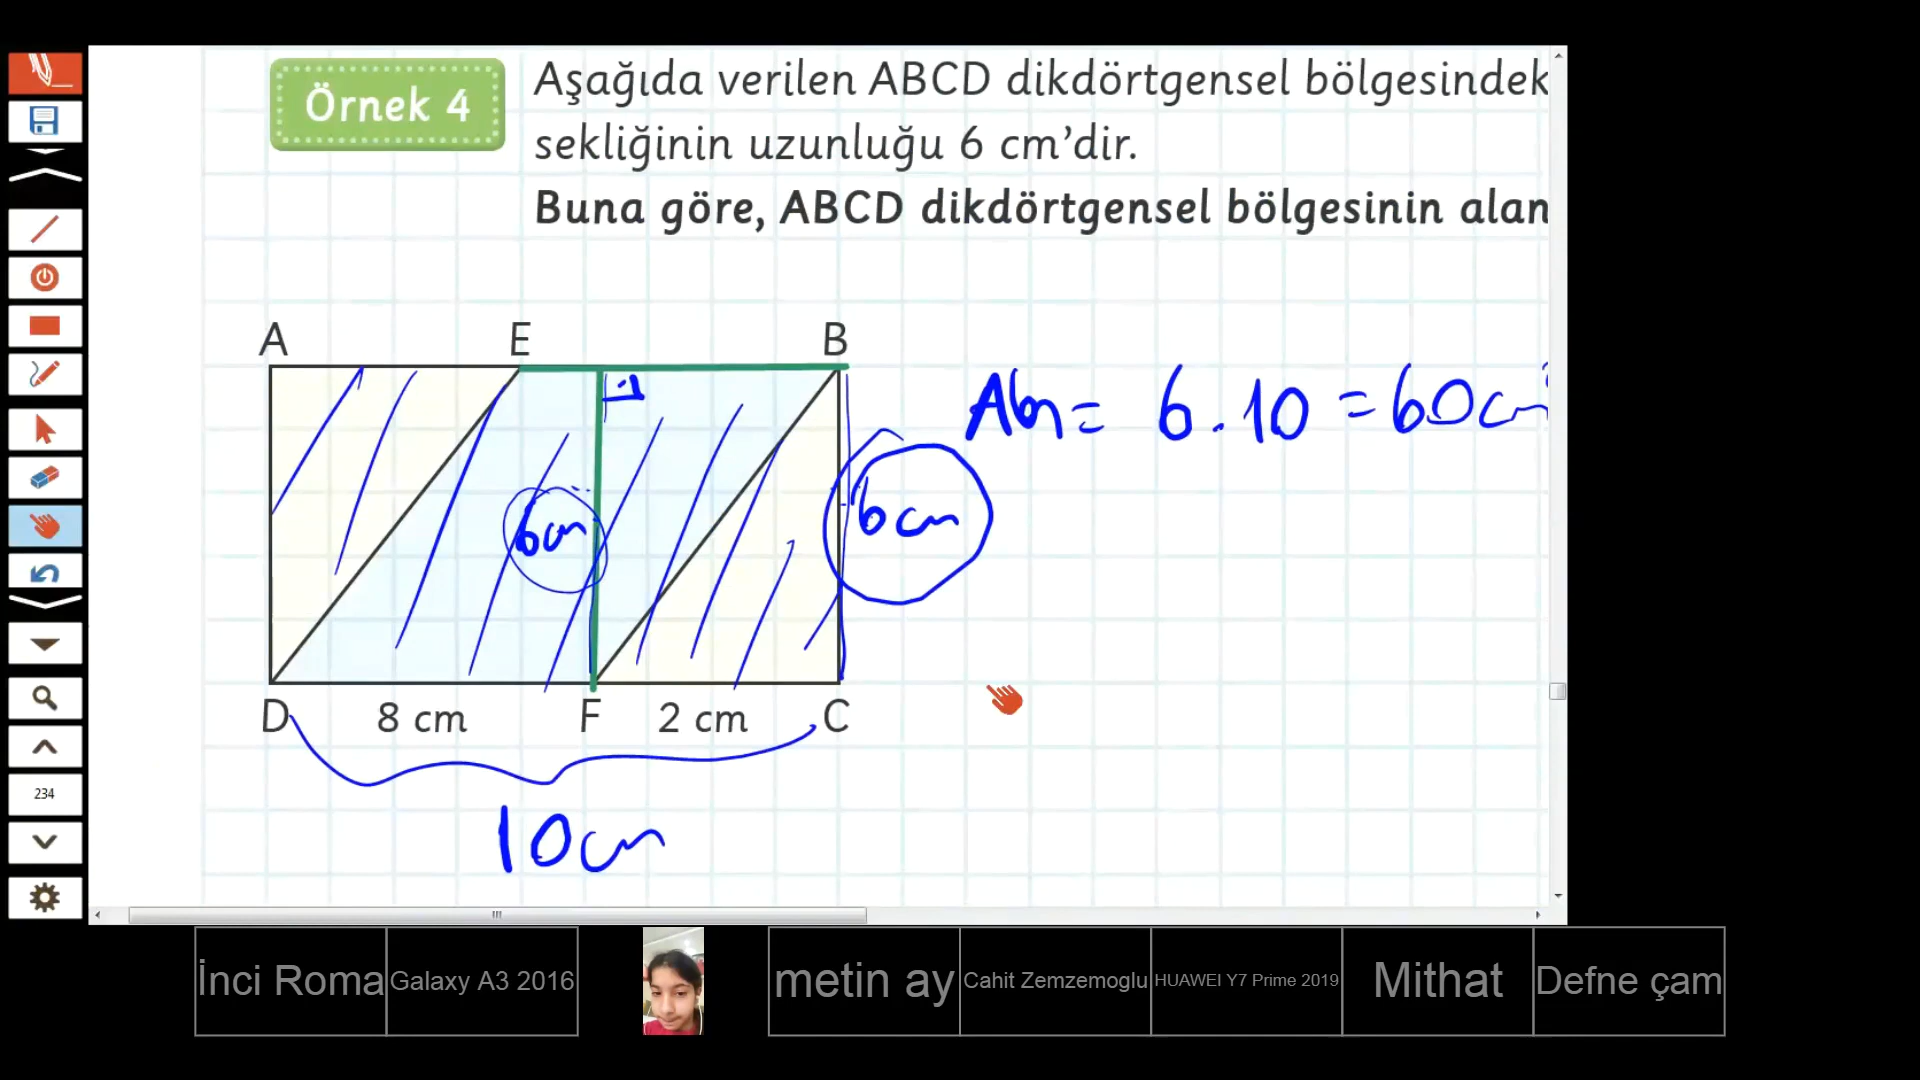 Örnek 4
Aşağıda verilen ABCD dikdörtgensel bölgesindek
sekliğinin uzunluğu 6 cm'dir.
Buna göre, ABCD dikdörtgensel bölgesinin alan
A E B
Alan = 6 . 10 = 60 cm
6cm 6cm
D 8 cm F 2 cm C
10cm
234
İnci Roma Galaxy A3 2016 metin ay Cahit Zemzemoglu HUAWEI Y7 Prime 2019 Mithat Defne çam